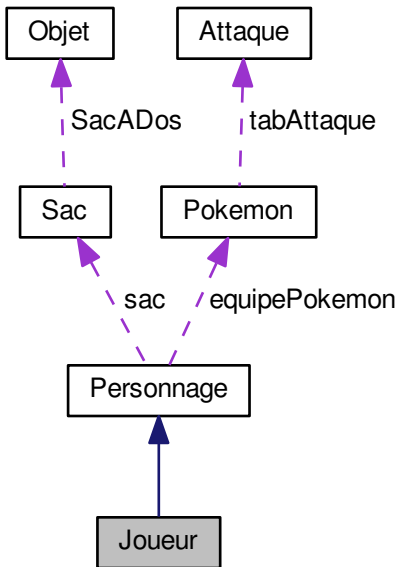 Objet
Attaque
SacADos
tabAttaque
Sac
Pokemon
sac
equipePokemon
Personnage
Joueur